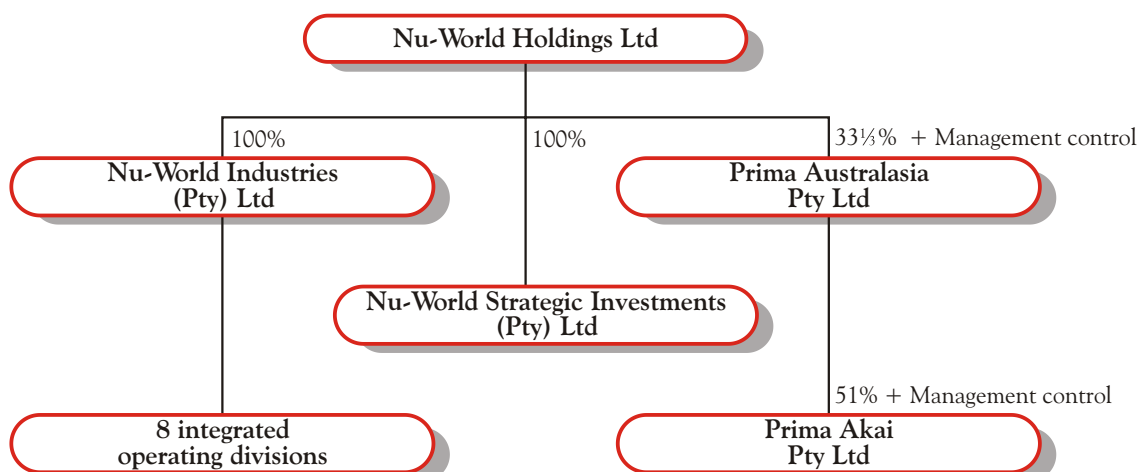 Nu-World Holdings Ltd
100%
100%
33⅓% + Management control
Nu-World Industries
(Pty) Ltd
Prima Australasia
Pty Ltd
Nu-World Strategic Investments
(Pty) Ltd
51% + Management control
8 integrated
operating divisions
Prima Akai
Pty Ltd